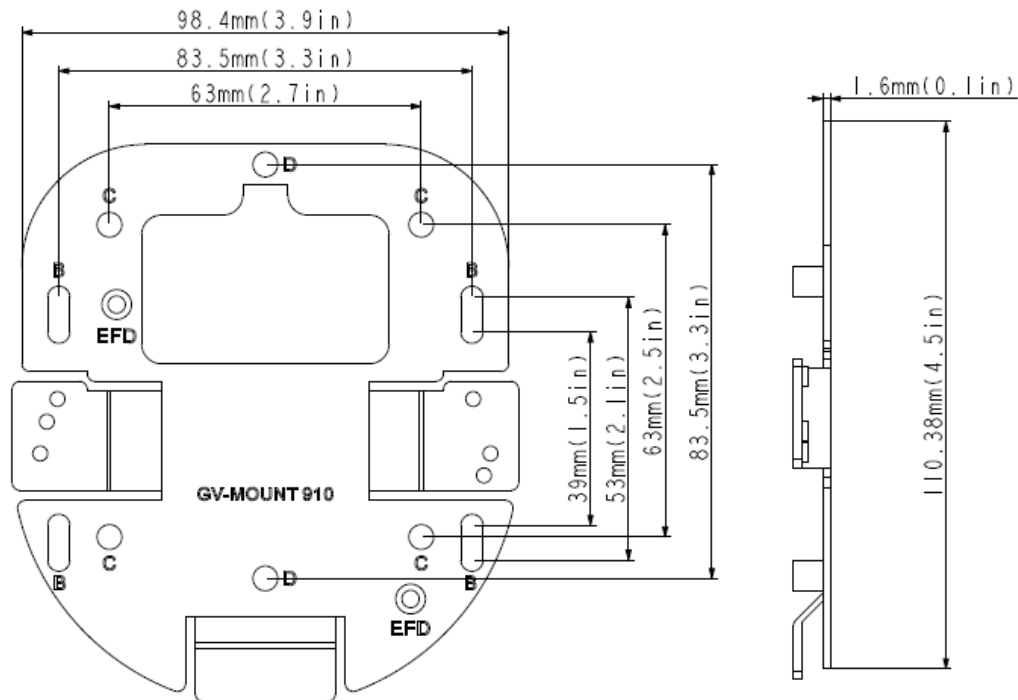 98.4mm(3.9in)
83.5mm(3.3in)
63mm(2.7in)
1.6mm(0.1in)
D
C
C
B
B
EFD
39mm(1.5in)
53mm(2.1in)
63mm(2.5in)
83.5mm(3.3in)
110.38mm(4.5in)
GV-MOUNT 910
C
C
B
D
B
EFD